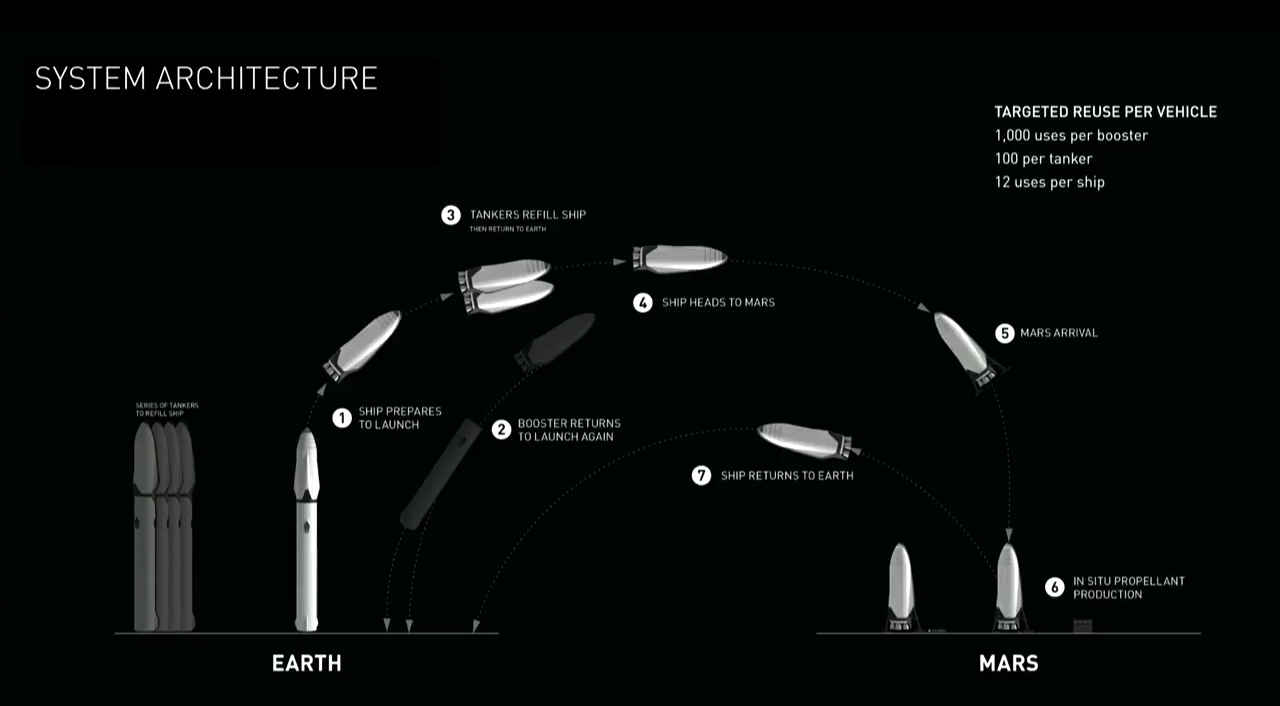 SYSTEM ARCHITECTURE
TARGETED REUSE PER VEHICLE
1,000 uses per booster
100 per tanker
12 uses per ship
3 TANKERS REFILL SHIP
THEN RETURN TO EARTH
4 SHIP HEADS TO MARS
5 MARS ARRIVAL
SERIES OF TANKERS
TO REFILL SHIP
1 SHIP PREPARES
TO LAUNCH
2 BOOSTER RETURNS
TO LAUNCH AGAIN
7 SHIP RETURNS TO EARTH
6 IN SITU PROPELLANT
PRODUCTION
EARTH
MARS